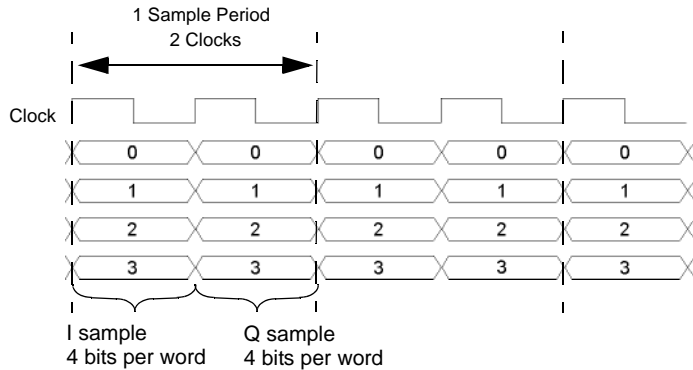 1 Sample Period
2 Clocks
Clock
0 0 0 0 0
1 1 1 1 1
2 2 2 2 2
3 3 3 3 3
I sample
4 bits per word
Q sample
4 bits per word